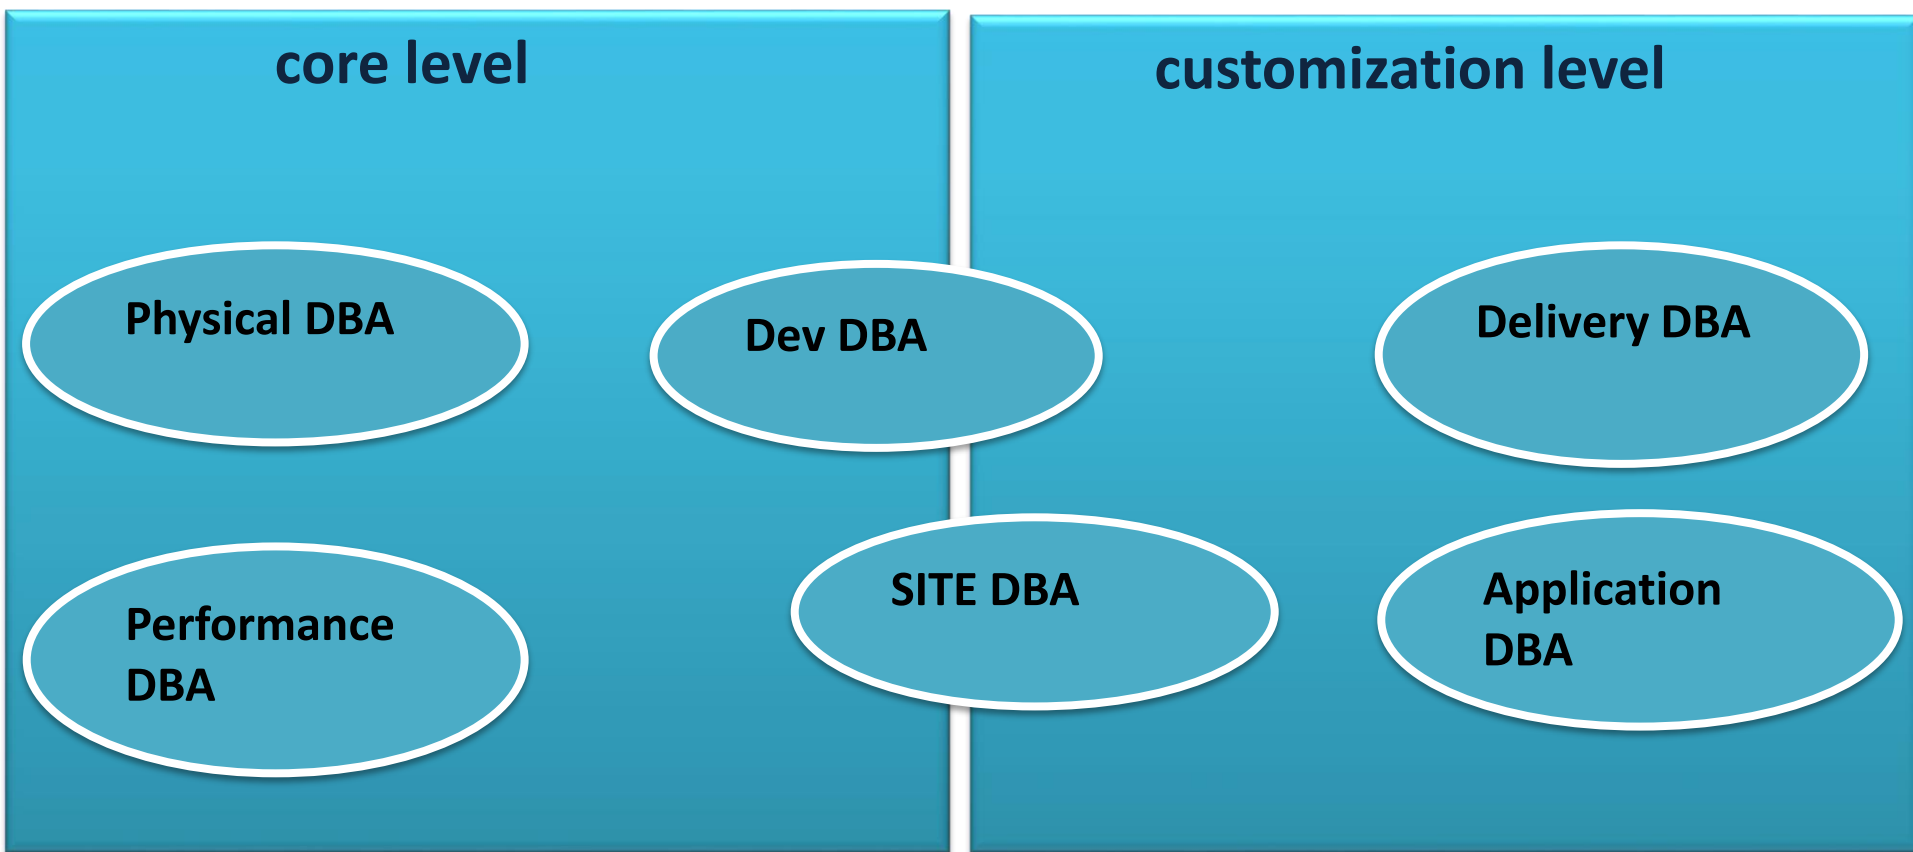 core level
customization level
Physical DBA
Dev DBA
Delivery DBA
Performance
DBA
SITE DBA
Application
DBA